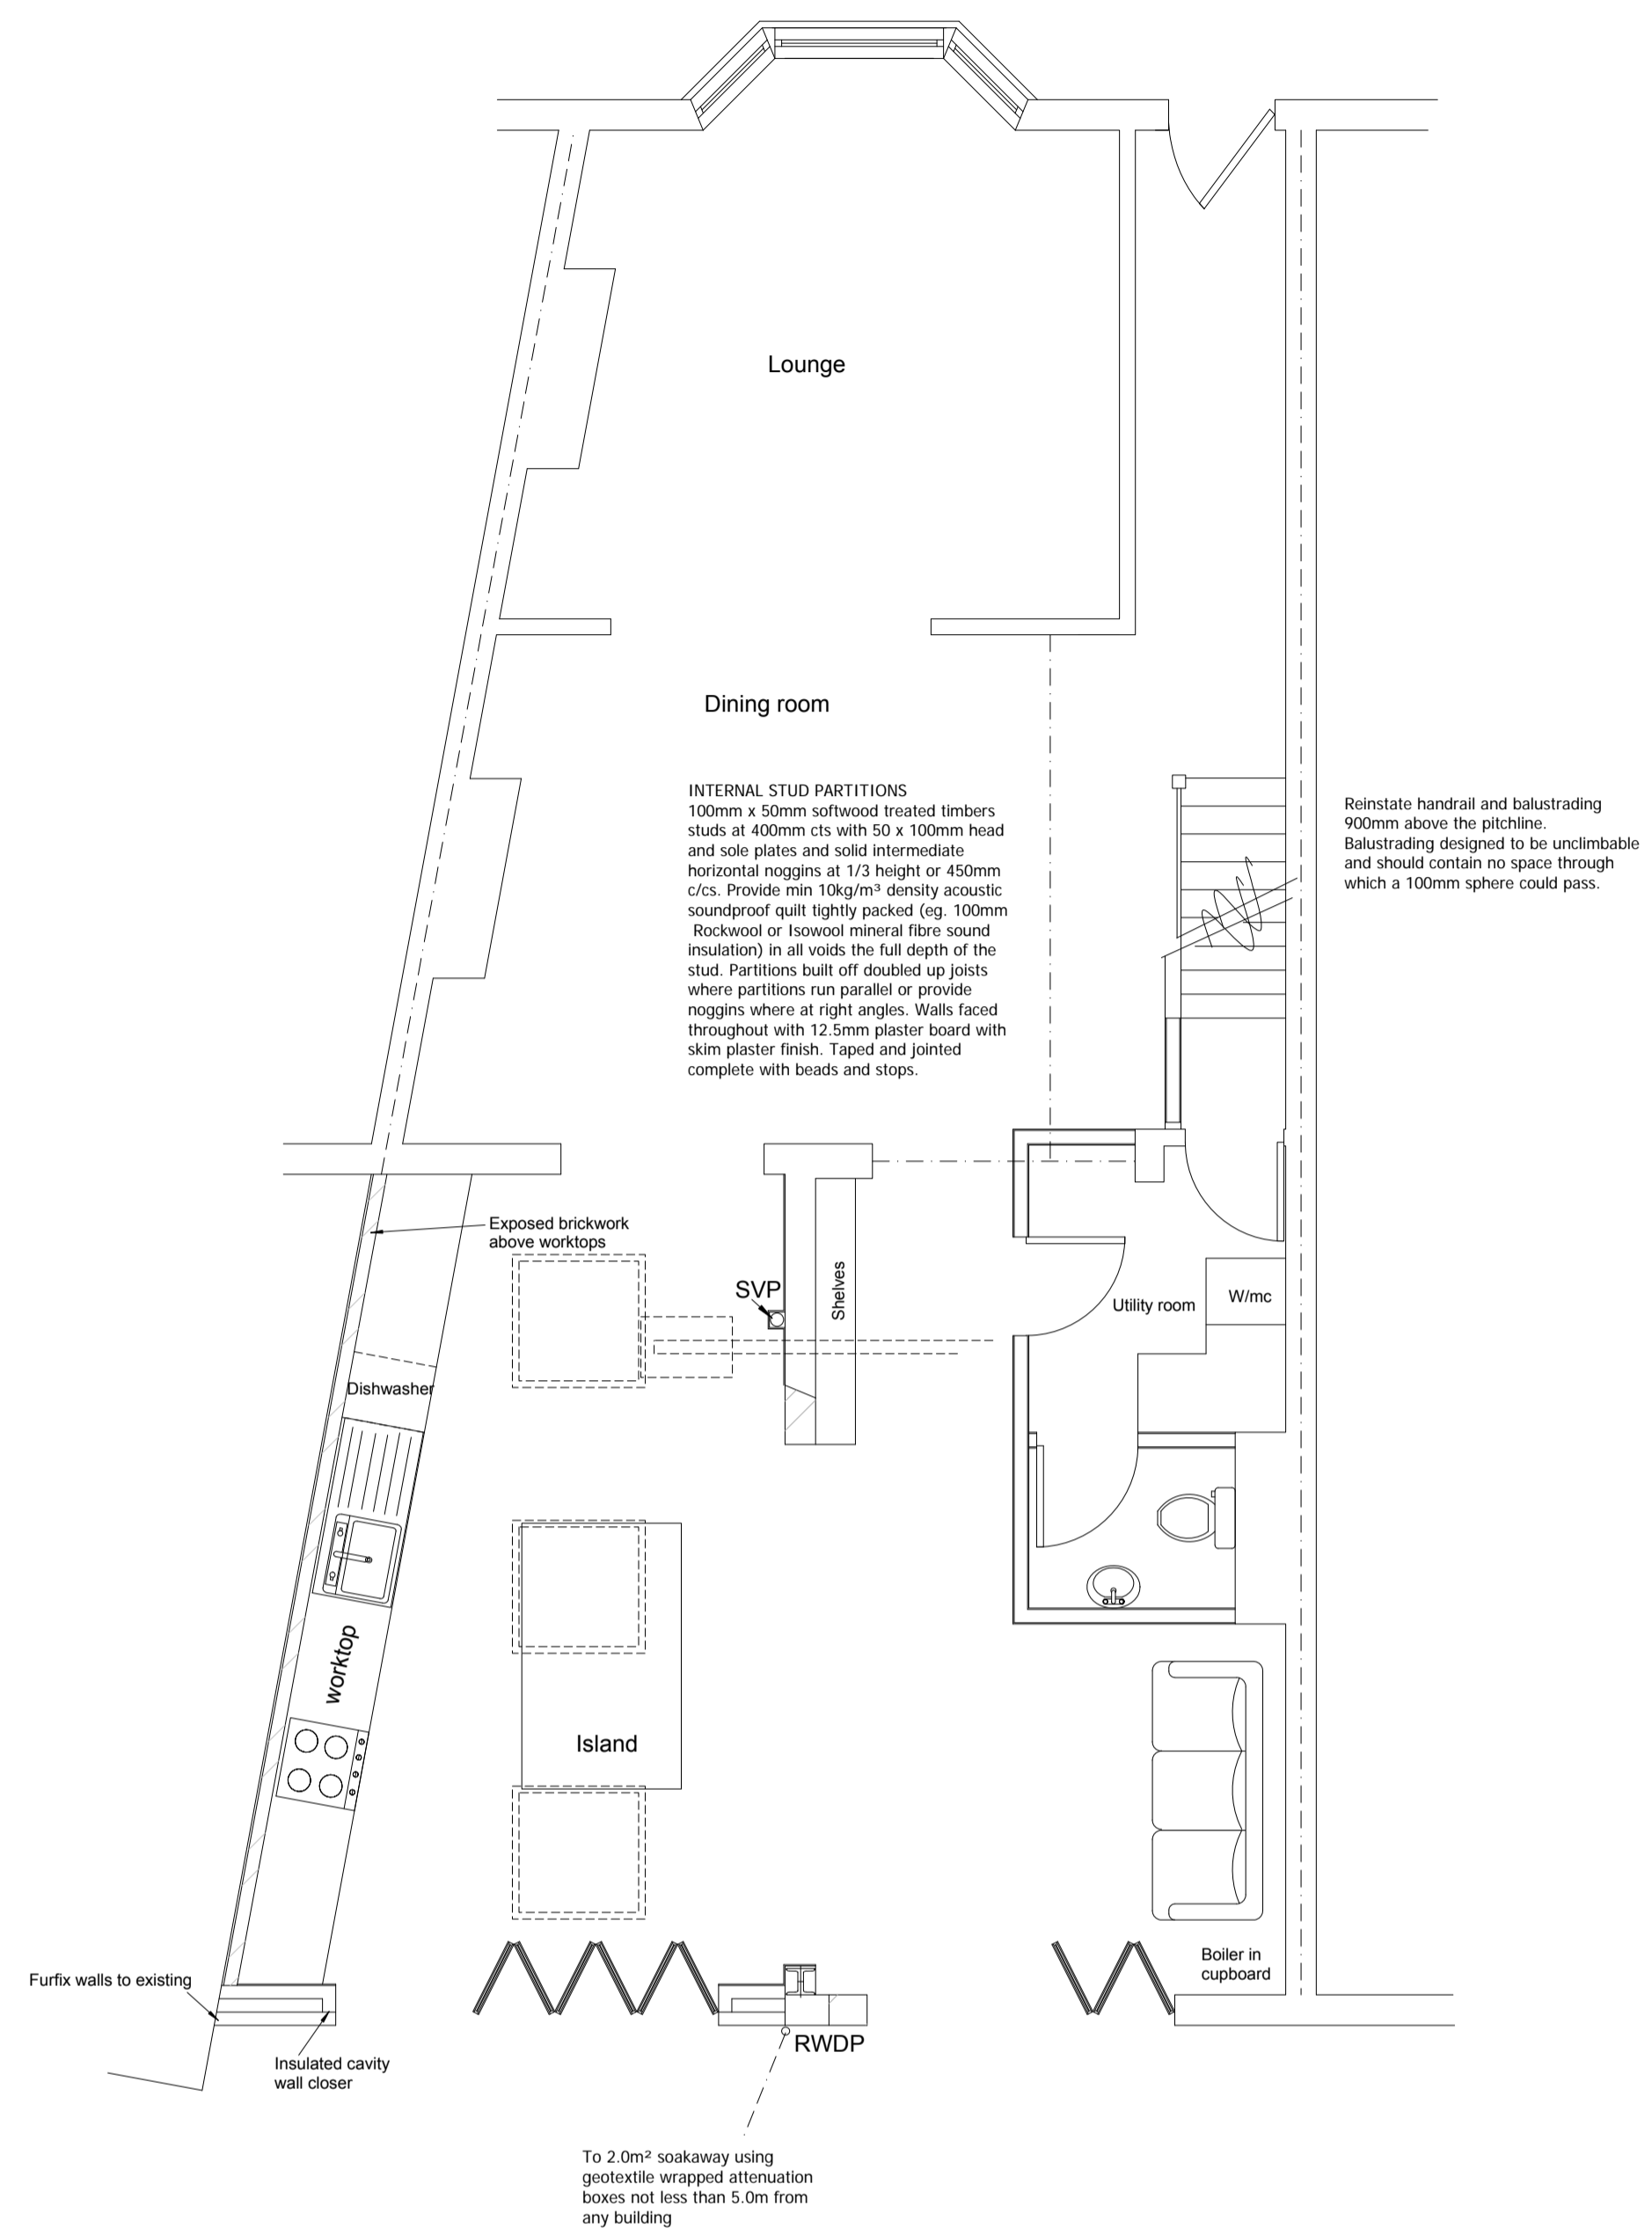 Lounge
Dining room
INTERNAL STUD PARTITIONS
100mm x 50mm softwood treated timbers
studs at 400mm cts with 50 x 100mm head
and sole plates and solid intermediate
horizontal noggins at 1/3 height or 450mm
c/cs. Provide min 10kg/m³ density acoustic
soundproof quilt tightly packed (eg. 100mm
Rockwool or Isowool mineral fibre sound
insulation) in all voids the full depth of the
stud. Partitions built off doubled up joists
where partitions run parallel or provide
noggins where at right angles. Walls faced
throughout with 12.5mm plaster board with
skim plaster finish. Taped and jointed
complete with beads and stops.
Reinstate handrail and balustrading
900mm above the pitchline.
Balustrading designed to be unclimbable
and should contain no space through
which a 100mm sphere could pass.
Exposed brickwork
above worktops
SVP
Shelves
Utility room
W/mc
Dishwasher
worktop
Island
Boiler in
cupboard
Furfix walls to existing
Insulated cavity
wall closer
RWDP
To 2.0m² soakaway using
geotextile wrapped attenuation
boxes not less than 5.0m from
any building